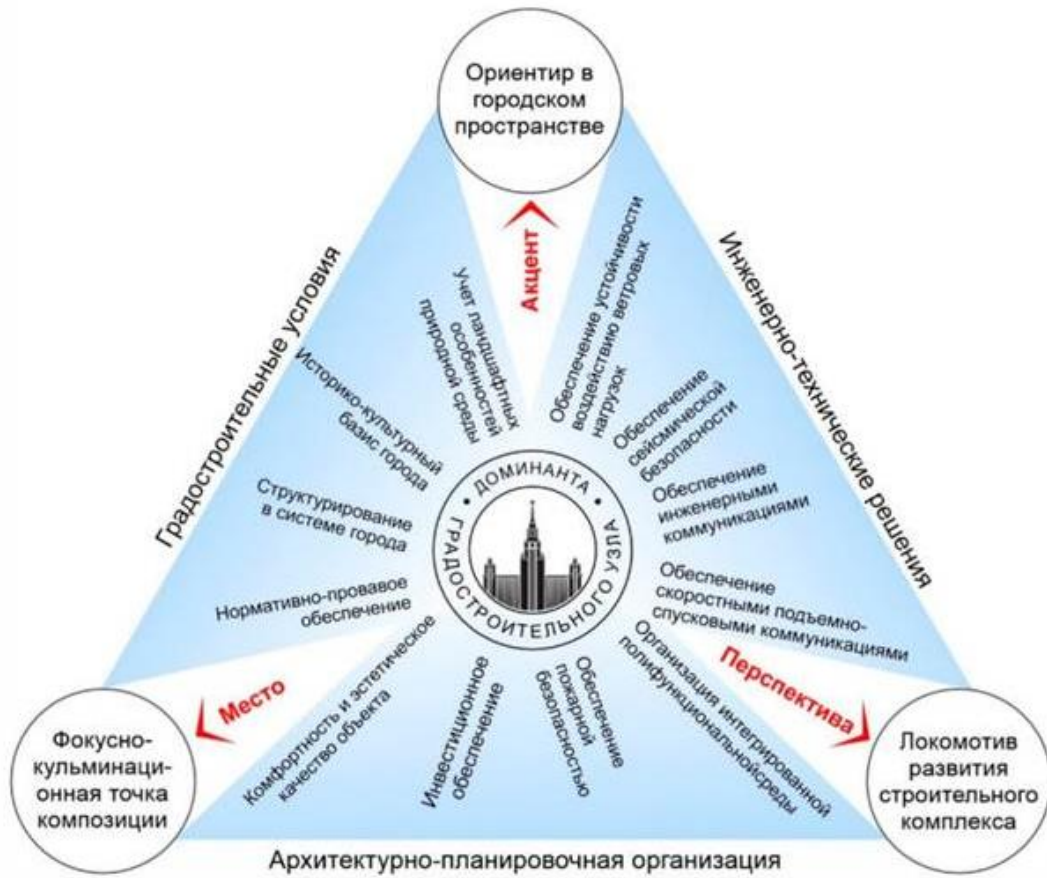 Ориентир в
городском
пространстве
Акцент
Градостроительные условия
Инженерно-технические решения
Учет ландшафтных
особенностей
природной среды
Историко-культурный
базис города
Структурирование
в системе города
Нормативно-провавое
обеспечение
Обеспечение устойчивости
воздействию ветровых
нагрузок
Обеспечение
сейсмической
безопасности
Обеспечение
инженерными
коммуникациями
Обеспечение
скоростными подъемно-
спусковыми коммуникациями
• ДОМИНАНТА •
ГРАДОСТРОИТЕЛЬНОГО УЗЛА
Место
Перспектива
Комфортность и эстетическое
качество объекта
Инвестиционное
обеспечение
Обеспечение
пожарной
безопасностью
Организация интегрированной
полифункциональнойсреды
Фокусно-
кульминаци-
онная точка
композиции
Локомотив
развития
строительного
комплекса
Архитектурно-планировочная организация